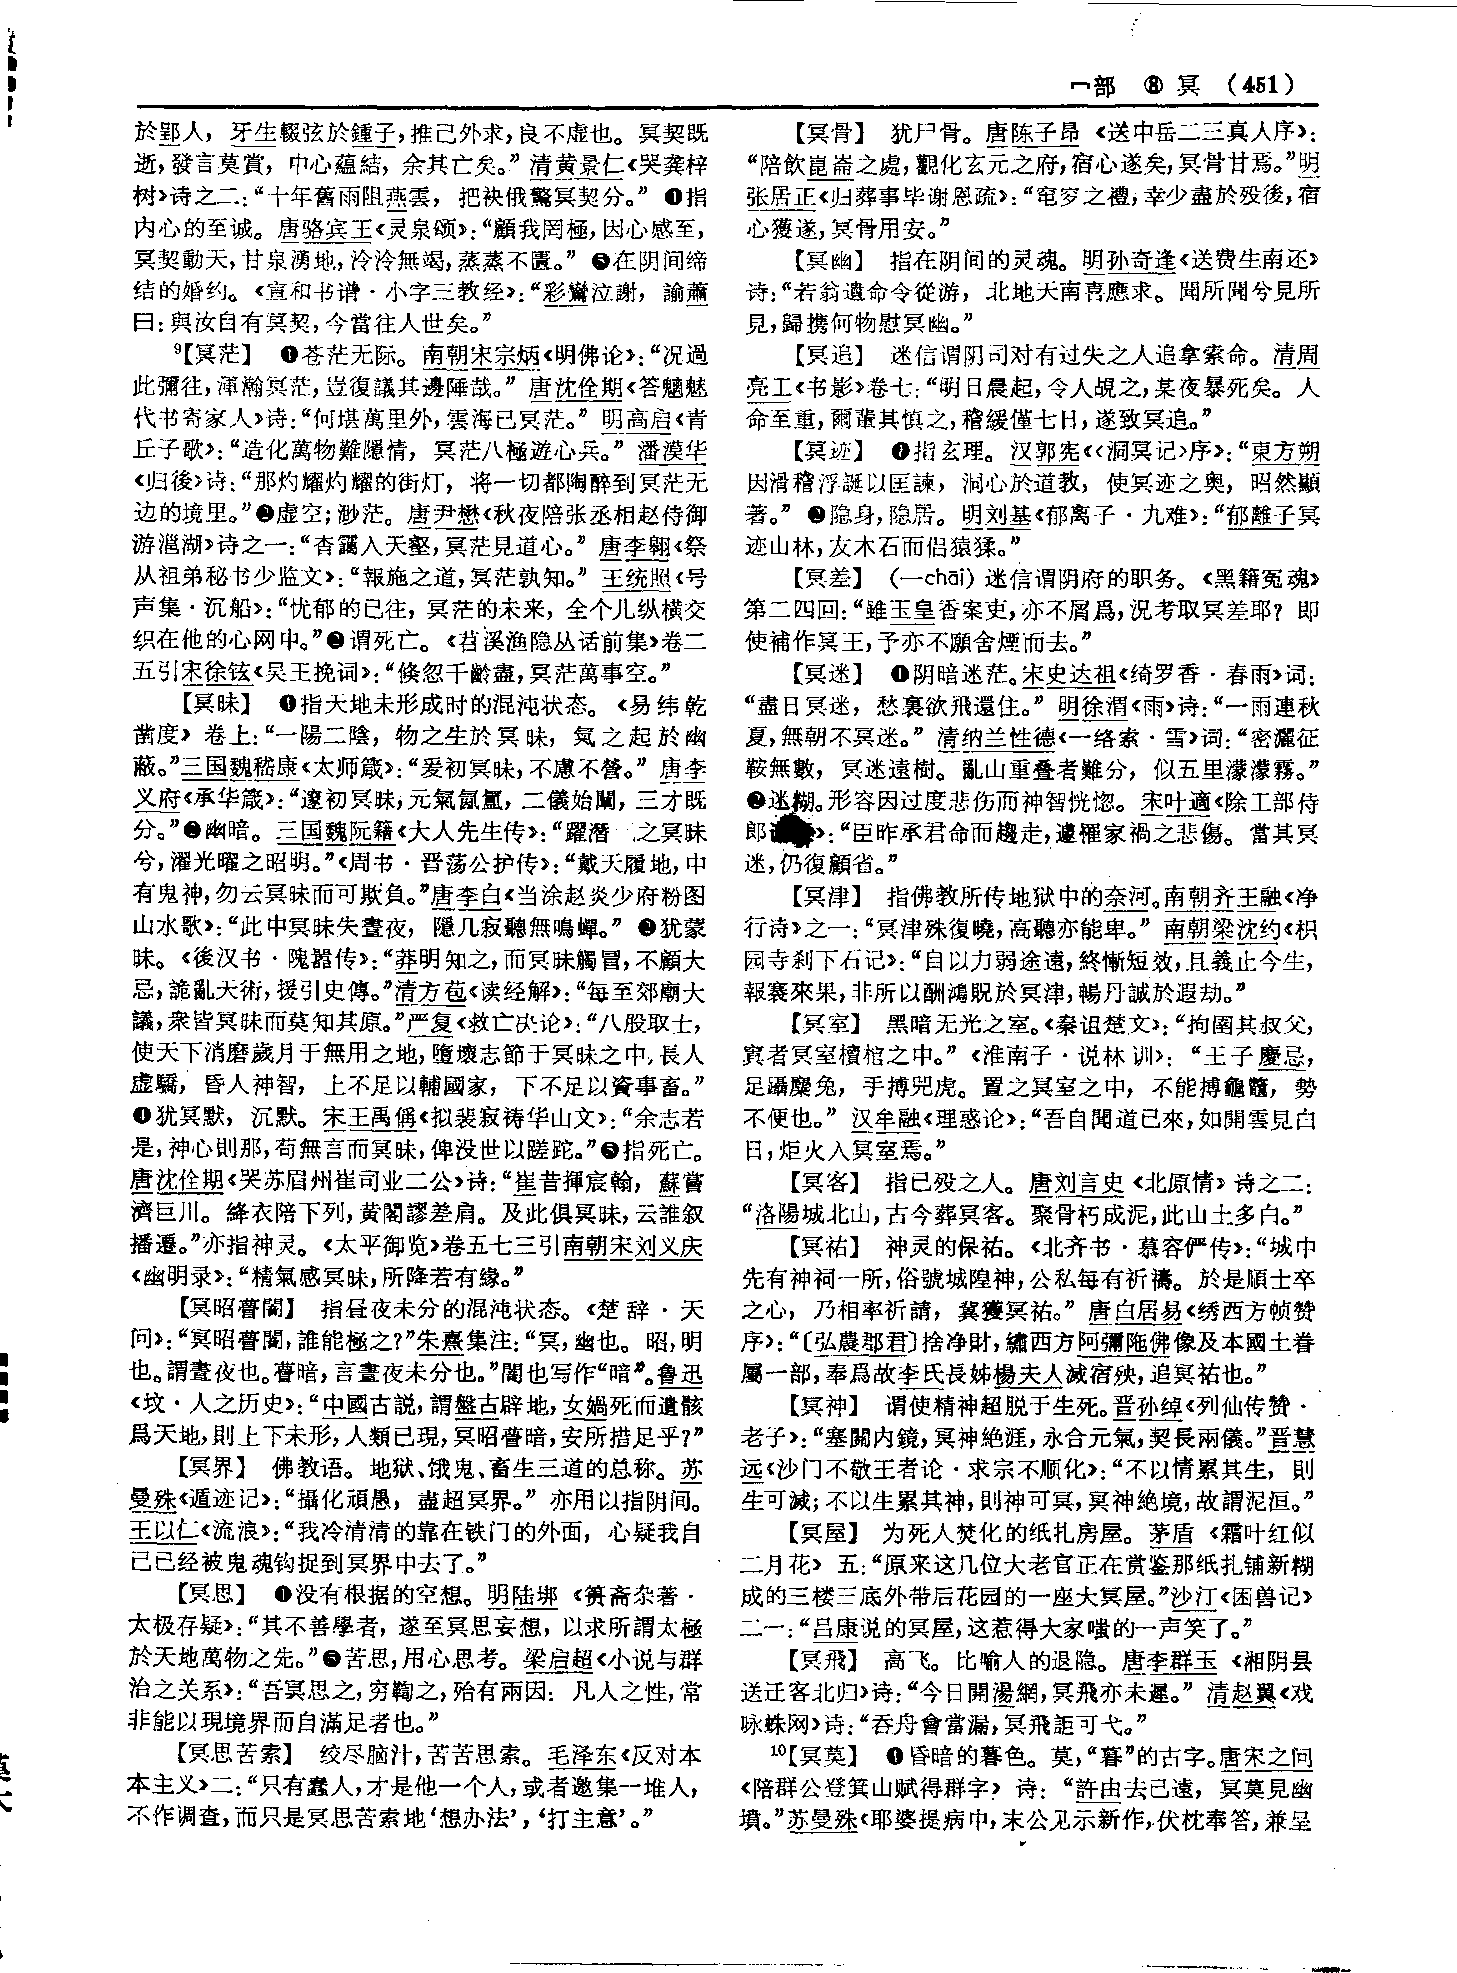 冖部 ⑧ 冥 (451)
於郢人，牙生輟弦於鍾子，推己外求，良不虚也。冥契既
逝，發言莫賞，中心蘊結，余其亡矣。”清黄景仁《哭龚梓
树》诗之二：“十年舊雨阻燕雲，把袂俄驚冥契分。” ❶指
内心的至诚。唐骆宾王《灵泉颂》：“顧我罔極，因心感至，
冥契動天，甘泉湧地，泠泠無竭，蒸蒸不匱。” ❺在阴间缔
结的婚约。《宣和书谱·小字三教经》：“彩鸞泣謝，諭蕭
曰：與汝自有冥契，今當往人世矣。”
⁹【冥茫】 ❶苍茫无际。南朝宋宗炳《明佛论》：“况過
此彌往，渾瀚冥茫，豈復議其邊陲哉。”唐沈佺期《答魑魅
代书寄家人》诗：“何堪萬里外，雲海已冥茫。”明高启《青
丘子歌》：“造化萬物難隱情，冥茫八極遊心兵。”潘漠华
《归後》诗：“那灼耀灼耀的街灯，将一切都陶醉到冥茫无
边的境里。”❷虚空；渺茫。唐尹懋《秋夜陪张丞相赵侍御
游滛湖》诗之一：“杳靄入天壑，冥茫見道心。”唐李翱《祭
从祖弟秘书少监文》：“報施之道，冥茫孰知。”王统照《号
声集·沉船》：“忧郁的已往，冥茫的未来，全个儿纵横交
织在他的心网中。”❸谓死亡。《苕溪渔隐丛话前集》卷二
五引宋徐铉《吴王挽词》：“倏忽千齡盡，冥茫萬事空。”
【冥昧】 ❶指天地未形成时的混沌状态。《易纬乾
凿度》卷上：“一陽二陰，物之生於冥昧，氣之起於幽
蔽。”三国魏嵇康《太师箴》：“爰初冥昧，不慮不營。”唐李
义府《承华箴》：“邃初冥昧，元氣氤氲，二儀始闡，三才既
分。”❷幽暗。三国魏阮籍《大人先生传》：“躍潛之冥昧
兮，濯光曜之昭明。”《周书·晋荡公护传》：“戴天履地，中
有鬼神，勿云冥昧而可欺負。”唐李白《当涂赵炎少府粉图
山水歌》：“此中冥昧失晝夜，隱几寂聽無鳴蟬。” ❸犹蒙
昧。《後汉书·隗嚣传》：“莽明知之，而冥昧觸冒，不顧大
忌，詭亂天術，援引史傳。”清方苞《读经解》：“每至郊廟大
議，衆皆冥昧而莫知其原。”严复《救亡决论》：“八股取士，
使天下消磨歲月于無用之地，墮壞志節于冥昧之中，長人
虚驕，昏人神智，上不足以輔國家，下不足以資事畜。”
❹犹冥默，沉默。宋王禹偁《拟裴寂祷华山文》：“余志若
是，神心則那，苟無言而冥昧，俾没世以蹉跎。”❺指死亡。
唐沈佺期《哭苏眉州崔司业二公》诗：“崔昔揮宸翰，蘇嘗
濟巨川。絳衣陪下列，黄閣謬差肩。及此俱冥昧，云誰叙
播遷。”亦指神灵。《太平御览》卷五七三引南朝宋刘义庆
《幽明录》：“精氣感冥昧，所降若有緣。”
【冥昭瞢闇】 指昼夜未分的混沌状态。《楚辞·天
问》：“冥昭瞢闇，誰能極之？”朱熹集注：“冥，幽也。昭，明
也。謂晝夜也。瞢暗，言晝夜未分也。”闇也写作“暗”。鲁迅
《坟·人之历史》：“中國古説，謂盤古辟地，女媧死而遺骸
爲天地，則上下未形，人類已現，冥昭瞢暗，安所措足乎？”
【冥界】 佛教语。地狱、饿鬼、畜生三道的总称。苏
曼殊《遁迹记》：“攝化頑愚，盡超冥界。”亦用以指阴间。
王以仁《流浪》：“我冷清清的靠在铁门的外面，心疑我自
己已经被鬼魂钩捉到冥界中去了。”
【冥思】 ❶没有根据的空想。明陆垹《篑斋杂著·
太极存疑》：“其不善學者，遂至冥思妄想，以求所謂太極
於天地萬物之先。”❷苦思，用心思考。梁启超《小说与群
治之关系》：“吾冥思之，穷鞫之，殆有兩因：凡人之性，常
非能以現境界而自滿足者也。”
【冥思苦索】 绞尽脑汁，苦苦思索。毛泽东《反对本
本主义》二：“只有蠢人，才是他一个人，或者邀集一堆人，
不作调查，而只是冥思苦索地‘想办法’，‘打主意’。”
【冥骨】 犹尸骨。唐陈子昂《送中岳二三真人序》：
“陪飲崑崙之處，觀化玄元之府，宿心遂矣，冥骨甘焉。”明
张居正《归葬事毕谢恩疏》：“窀穸之禮，幸少盡於殁後，宿
心獲遂，冥骨用安。”
【冥幽】 指在阴间的灵魂。明孙奇逢《送费生南还》
诗：“若翁遺命令從游，北地天南喜應求。聞所聞兮見所
見，歸攜何物慰冥幽。”
【冥追】 迷信谓阴司对有过失之人追拿索命。清周
亮工《书影》卷七：“明日晨起，令人覘之，某夜暴死矣。人
命至重，爾輩其慎之，稽緩僅七日，遂致冥追。”
【冥迹】 ❶指玄理。汉郭宪《〈洞冥记〉序》：“東方朔
因滑稽浮誕以匡諫，洞心於道教，使冥迹之奥，昭然顯
著。” ❷隐身，隐居。明刘基《郁离子·九难》：“郁離子冥
迹山林，友木石而侣猿猱。”
【冥差】 (—chāi) 迷信谓阴府的职务。《黑籍冤魂》
第二四回：“雖玉皇香案吏，亦不屑爲，況考取冥差耶？即
使補作冥王，予亦不願舍煙而去。”
【冥迷】 ❶阴暗迷茫。宋史达祖《绮罗香·春雨》词：
“盡日冥迷，愁裏欲飛還住。”明徐渭《雨》诗：“一雨連秋
夏，無朝不冥迷。”清纳兰性德《一络索·雪》词：“密灑征
鞍無數，冥迷遠樹。亂山重叠者難分，似五里濛濛霧。”
❷迷糊。形容因过度悲伤而神智恍惚。宋叶適《除工部侍
郎》：“臣昨承君命而趨走，遽罹家禍之悲傷。當其冥
迷，仍復顧省。”
【冥津】 指佛教所传地狱中的奈河。南朝齐王融《净
行诗》之一：“冥津殊復曉，高聽亦能卑。”南朝梁沈约《枳
园寺刹下石记》：“自以力弱途遠，終慚短效，且義止今生，
報褰來果，非所以酬鴻貺於冥津，暢丹誠於遐劫。”
【冥室】 黑暗无光之室。《秦诅楚文》：“拘圉其叔父，
寘者冥室櫝棺之中。”《淮南子·说林训》：“王子慶忌，
足躡麋兔，手搏兕虎。置之冥室之中，不能搏龜鼈，勢
不便也。”汉牟融《理惑论》：“吾自聞道已來，如開雲見白
日，炬火入冥室焉。”
【冥客】 指已殁之人。唐刘言史《北原情》诗之二：
“洛陽城北山，古今葬冥客。聚骨朽成泥，此山土多白。”
【冥祐】 神灵的保祐。《北齐书·慕容俨传》：“城中
先有神祠一所，俗號城隍神，公私每有祈禱。於是順士卒
之心，乃相率祈請，冀獲冥祐。”唐白居易《绣西方帧赞
序》：“〔弘農郡君〕捨净財，繡西方阿彌陁佛像及本國土眷
屬一部，奉爲故李氏長姊楊夫人滅宿殃，追冥祐也。”
【冥神】 谓使精神超脱于生死。晋孙绰《列仙传赞·
老子》：“塞關内鏡，冥神絶涯，永合元氣，契長兩儀。”晋慧
远《沙门不敬王者论·求宗不顺化》：“不以情累其生，則
生可滅；不以生累其神，則神可冥，冥神絶境，故謂泥洹。”
【冥屋】 为死人焚化的纸扎房屋。茅盾《霜叶红似
二月花》五：“原来这几位大老官正在赏鉴那纸扎铺新糊
成的三楼三底外带后花园的一座大冥屋。”沙汀《困兽记》
二一：“吕康说的冥屋，这惹得大家嗤的一声笑了。”
【冥飛】 高飞。比喻人的退隐。唐李群玉《湘阴县
送迁客北归》诗：“今日開湯網，冥飛亦未遲。”清赵翼《戏
咏蛛网》诗：“吞舟會當漏，冥飛詎可弋。”
¹⁰【冥莫】 ❶昏暗的暮色。莫，“暮”的古字。唐宋之问
《陪群公登箕山赋得群字》诗：“許由去已遠，冥莫見幽
墳。”苏曼殊《耶婆提病中，末公见示新作，伏枕奉答，兼呈